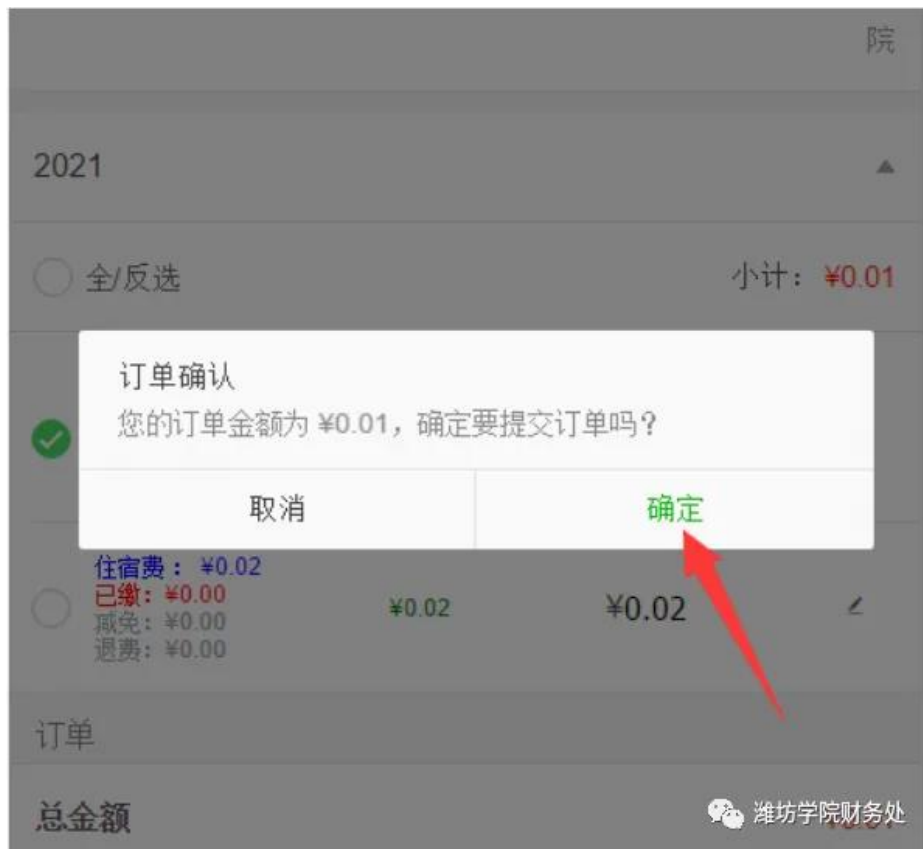 院
2021
全/反选 小计：¥0.01
订单确认
您的订单金额为 ¥0.01，确定要提交订单吗？
取消 确定
住宿费：¥0.02
已缴：¥0.00
减免：¥0.00
退费：¥0.00
¥0.02 ¥0.02
订单
总金额
潍坊学院财务处